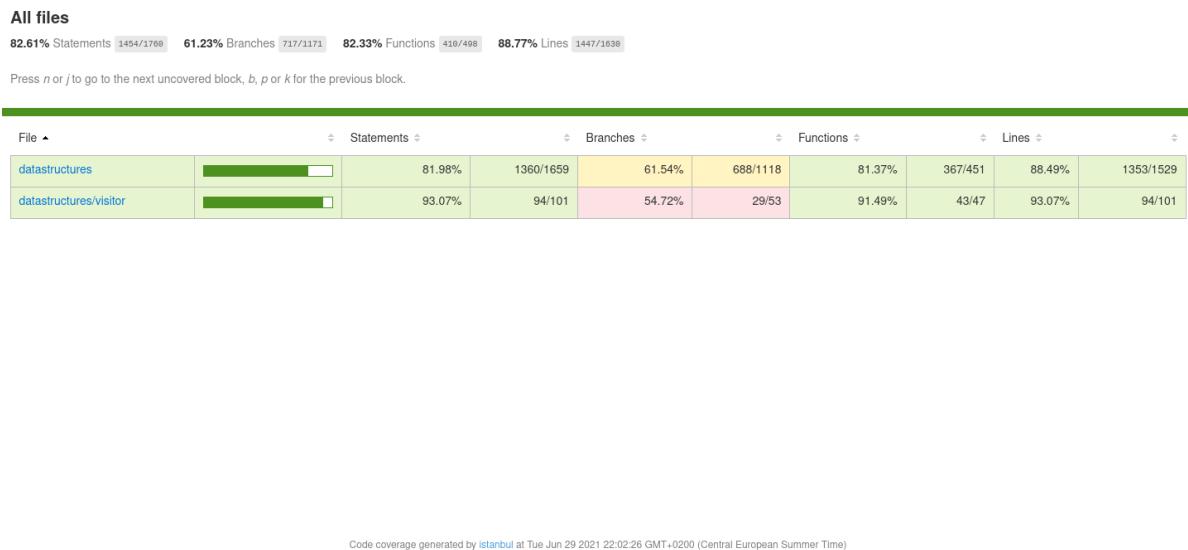 All files
82.61% Statements 1454/1760 61.23% Branches 717/1171 82.33% Functions 410/498 88.77% Lines 1447/1630
Press n or j to go to the next uncovered block, b, p or k for the previous block.
File Statements Branches Functions Lines
datastructures 81.98% 1360/1659 61.54% 688/1118 81.37% 367/451 88.49% 1353/1529
datastructures/visitor 93.07% 94/101 54.72% 29/53 91.49% 43/47 93.07% 94/101
Code coverage generated by istanbul at Tue Jun 29 2021 22:02:26 GMT+0200 (Central European Summer Time)